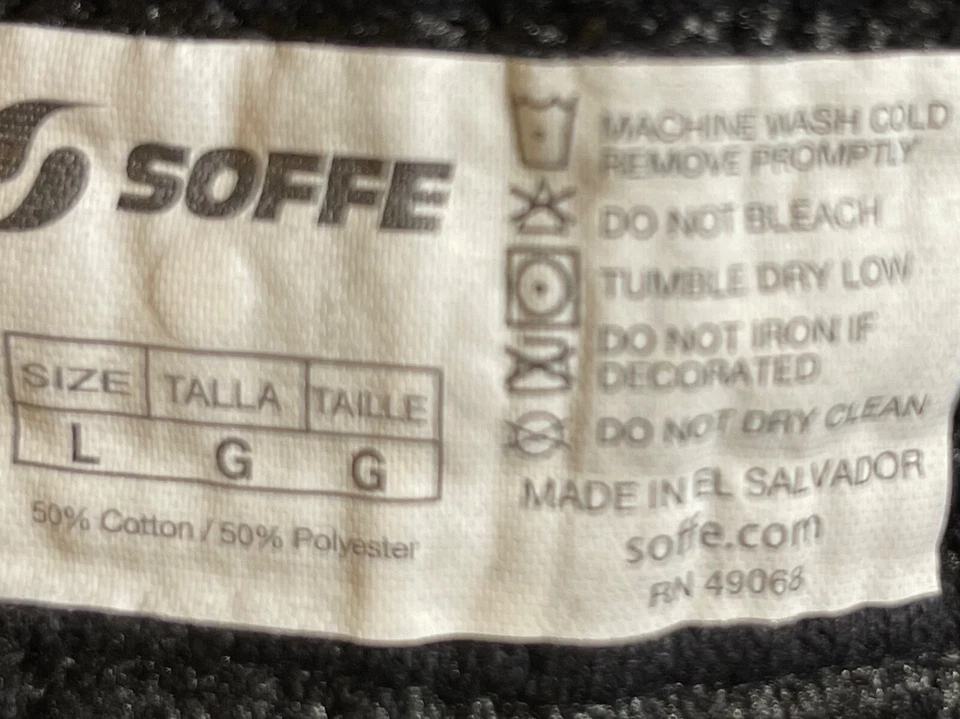 SOFFE
SIZE TALLA TAILLE
L G G
50% Cotton / 50% Polyester
MACHINE WASH COLD
REMOVE PROMPTLY
DO NOT BLEACH
TUMBLE DRY LOW
DO NOT IRON IF
DECORATED
DO NOT DRY CLEAN
MADE IN EL SALVADOR
soffe.com
RN 49068